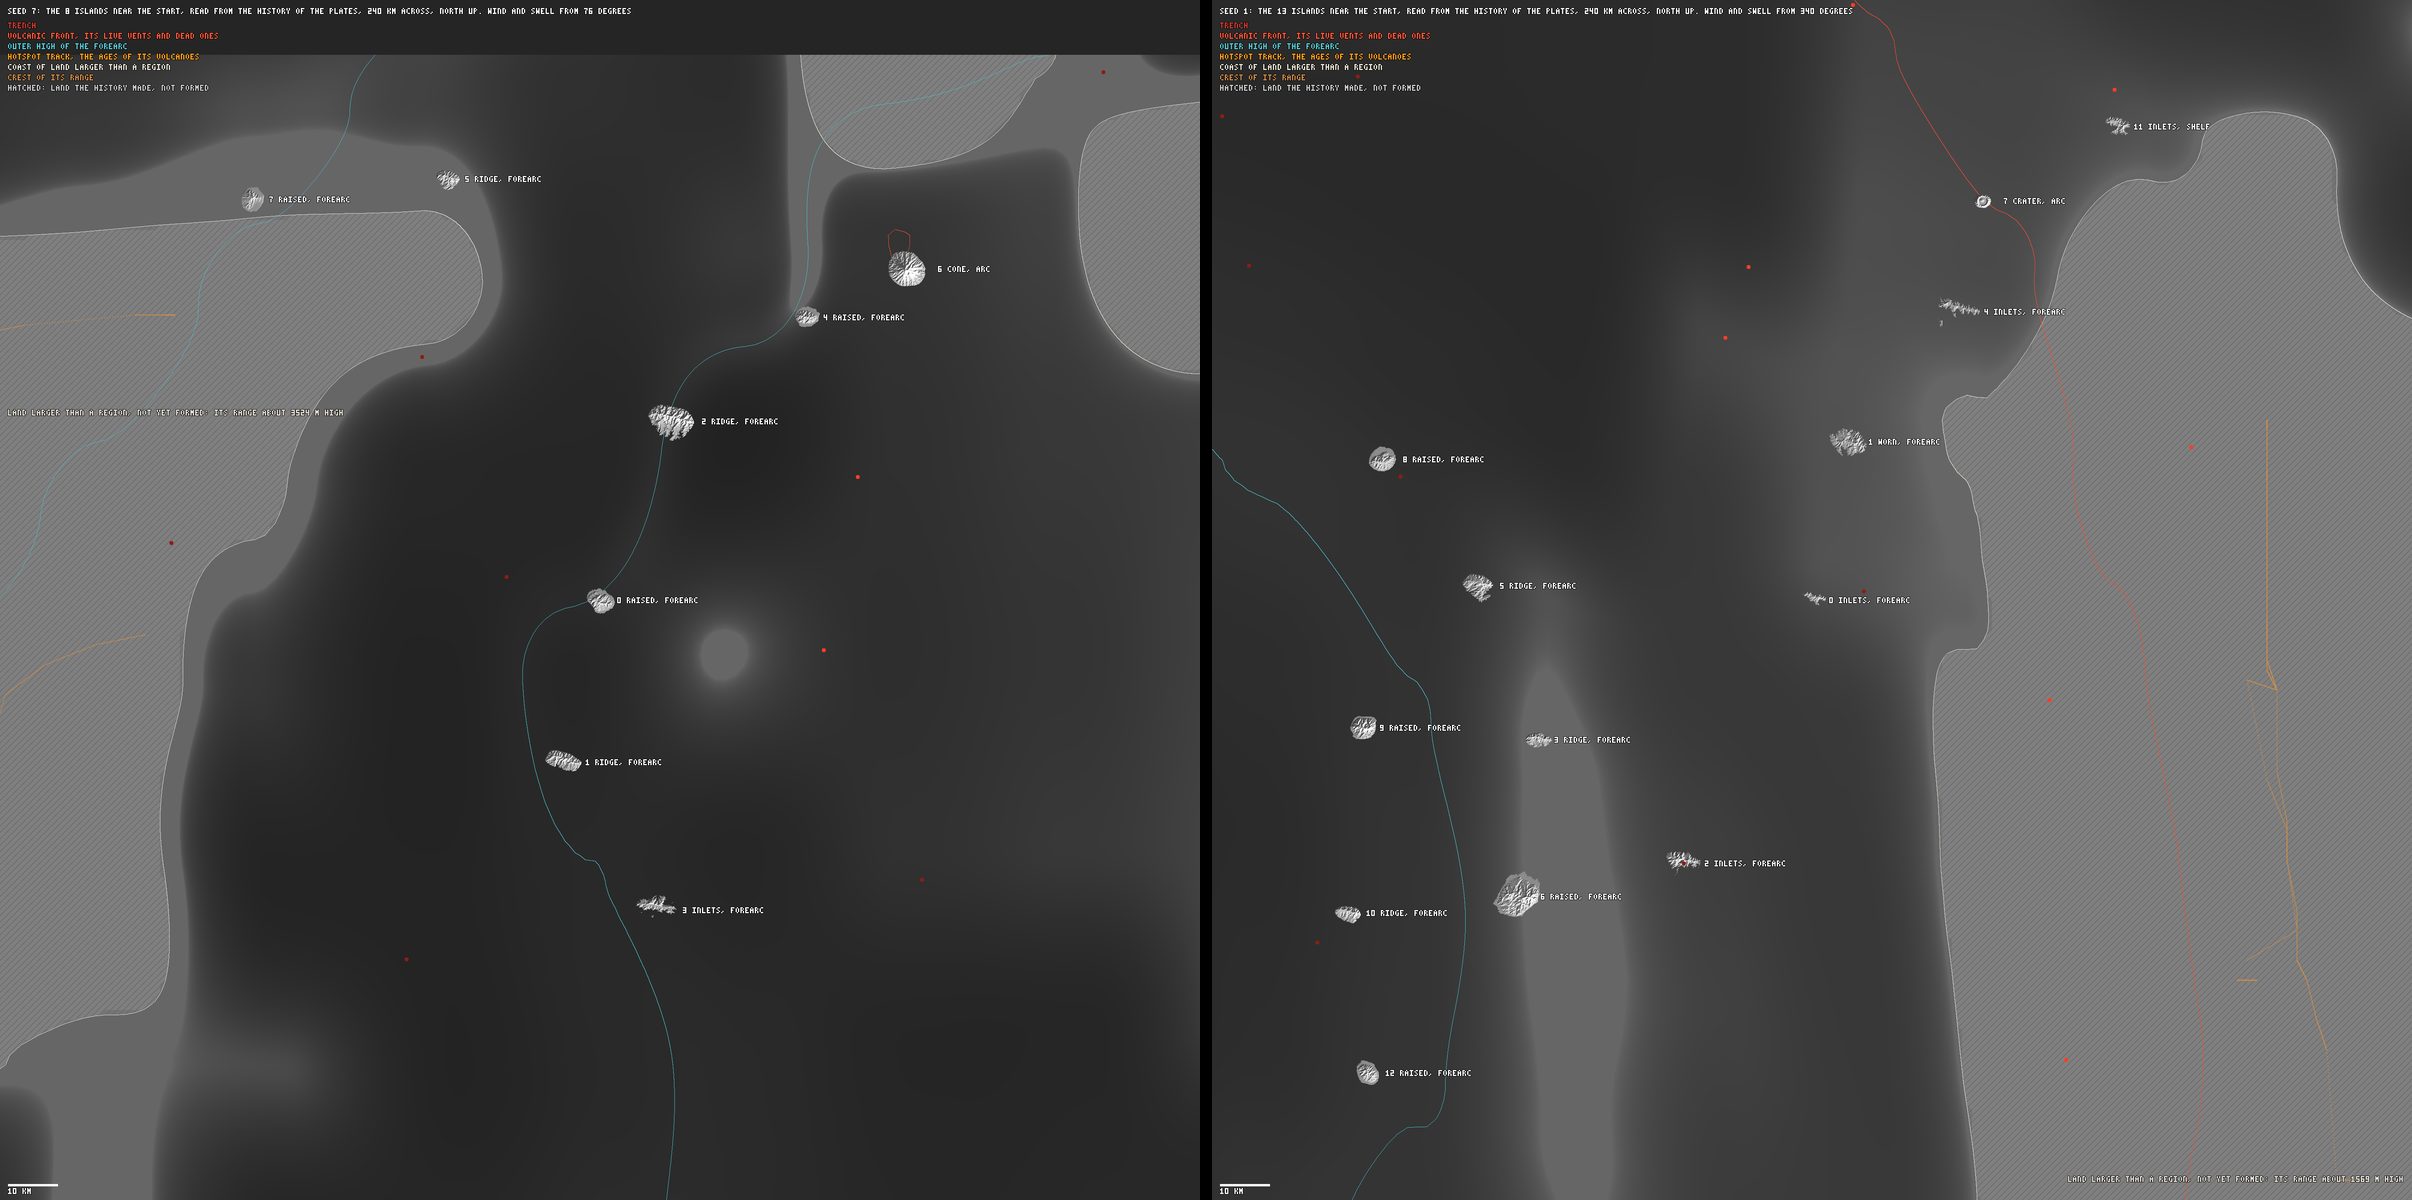 SEED 7: THE 8 ISLANDS NEAR THE START, READ FROM THE HISTORY OF THE PLATES, 240 KM ACROSS, NORTH UP. WIND AND SWELL FROM 76 DEGREES
TRENCH
VOLCANIC FRONT, ITS LIVE VENTS AND DEAD ONES
OUTER HIGH OF THE FOREARC
HOTSPOT TRACK, THE AGES OF ITS VOLCANOES
COAST OF LAND LARGER THAN A REGION
CREST OF ITS RANGE
HATCHED: LAND THE HISTORY MADE, NOT FORMED
5 RIDGE, FOREARC
7 RAISED, FOREARC
6 CONE, ARC
4 RAISED, FOREARC
LAND LARGER THAN A REGION, NOT YET FORMED: ITS RANGE ABOUT 3524 M HIGH
2 RIDGE, FOREARC
0 RAISED, FOREARC
1 RIDGE, FOREARC
3 INLETS, FOREARC
10 KM
SEED 1: THE 13 ISLANDS NEAR THE START, READ FROM THE HISTORY OF THE PLATES, 240 KM ACROSS, NORTH UP. WIND AND SWELL FROM 340 DEGREES
TRENCH
VOLCANIC FRONT, ITS LIVE VENTS AND DEAD ONES
OUTER HIGH OF THE FOREARC
HOTSPOT TRACK, THE AGES OF ITS VOLCANOES
COAST OF LAND LARGER THAN A REGION
CREST OF ITS RANGE
HATCHED: LAND THE HISTORY MADE, NOT FORMED
11 INLETS, SHELF
7 CRATER, ARC
4 INLETS, FOREARC
1 WORN, FOREARC
8 RAISED, FOREARC
5 RIDGE, FOREARC
0 INLETS, FOREARC
9 RAISED, FOREARC
3 RIDGE, FOREARC
2 INLETS, FOREARC
6 RAISED, FOREARC
10 RIDGE, FOREARC
12 RAISED, FOREARC
LAND LARGER THAN A REGION, NOT YET FORMED: ITS RANGE ABOUT 1569 M HIGH
10 KM